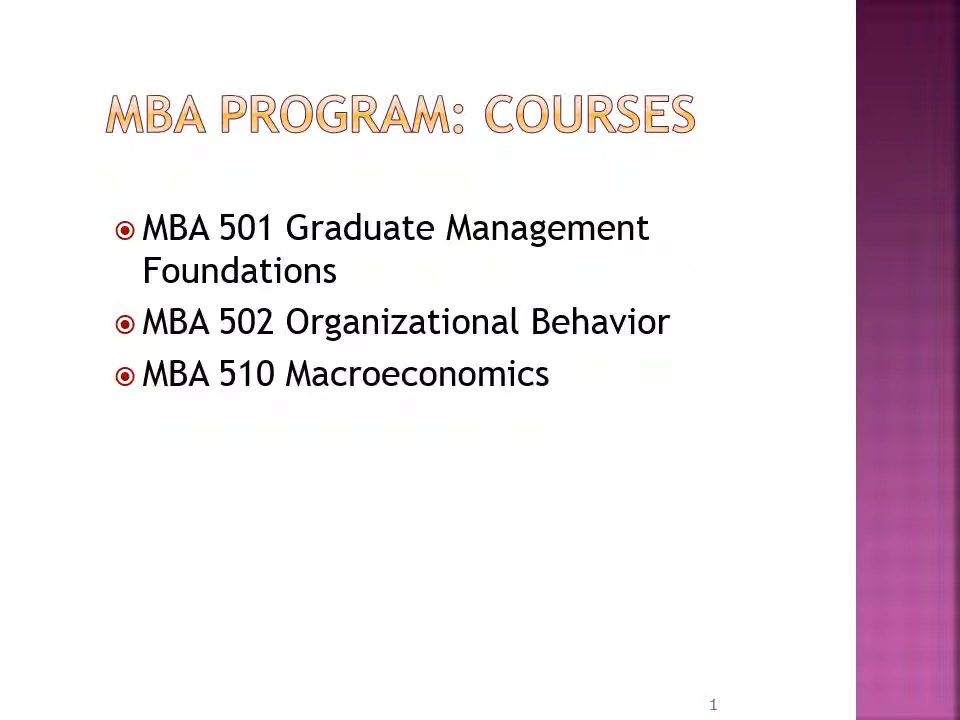 MBA PROGRAM: COURSES
MBA 501 Graduate Management
Foundations
MBA 502 Organizational Behavior
MBA 510 Macroeconomics
1